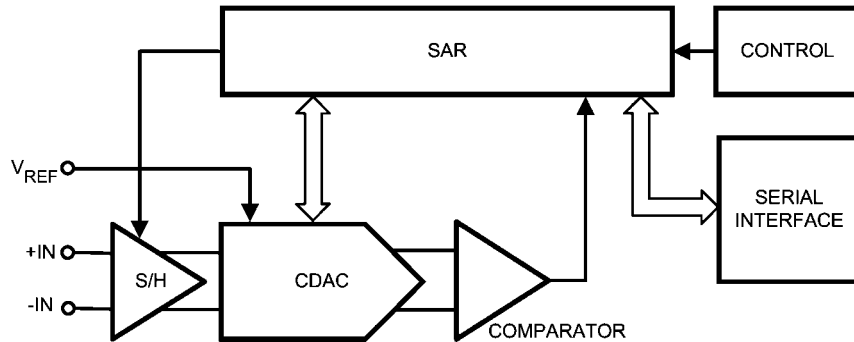 SAR
CONTROL
VREF
SERIAL
INTERFACE
+IN
S/H
CDAC
-IN
COMPARATOR